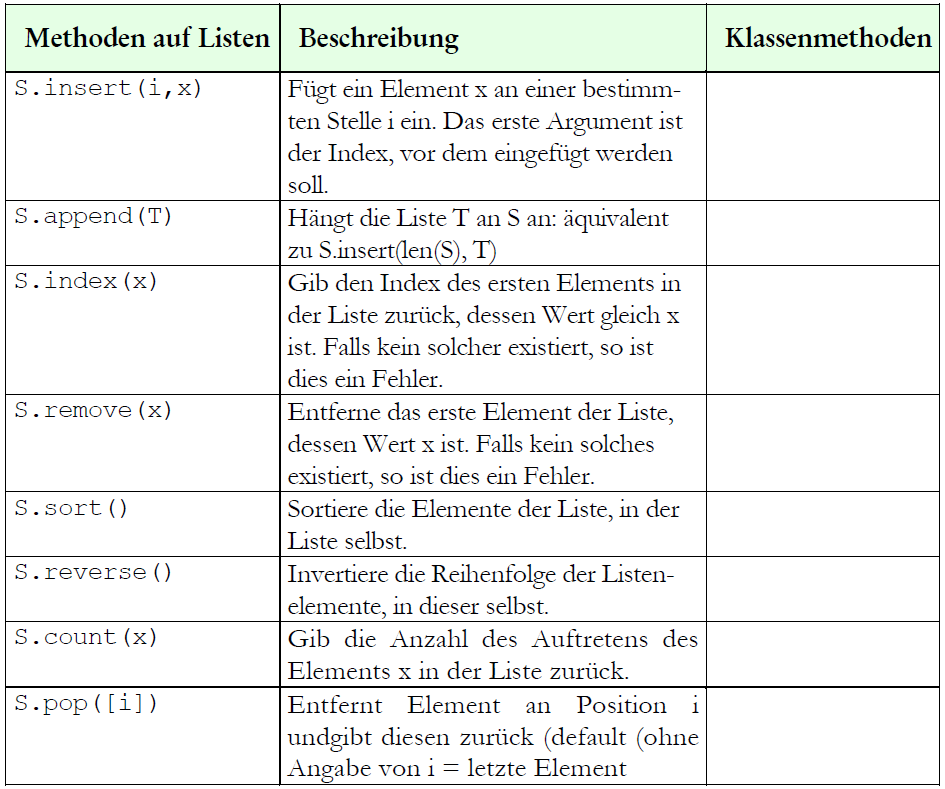 Methoden auf Listen Beschreibung Klassenmethoden
S.insert(i,x) Fügt ein Element x an einer bestimm-
ten Stelle i ein. Das erste Argument ist
der Index, vor dem eingefügt werden
soll.
S.append(T) Hängt die Liste T an S an: äquivalent
zu S.insert(len(S), T)
S.index(x) Gib den Index des ersten Elements in
der Liste zurück, dessen Wert gleich x
ist. Falls kein solcher existiert, so ist
dies ein Fehler.
S.remove(x) Entferne das erste Element der Liste,
dessen Wert x ist. Falls kein solches
existiert, so ist dies ein Fehler.
S.sort() Sortiere die Elemente der Liste, in der
Liste selbst.
S.reverse() Invertiere die Reihenfolge der Listen-
elemente, in dieser selbst.
S.count(x) Gib die Anzahl des Auftretens des
Elements x in der Liste zurück.
S.pop([i]) Entfernt Element an Position i
undgibt diesen zurück (default (ohne
Angabe von i = letzte Element